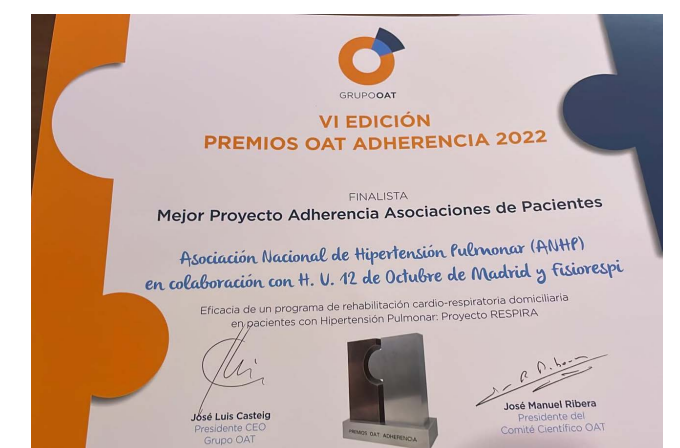 GRUPOOAT
VI EDICIÓN
PREMIOS OAT ADHERENCIA 2022
FINALISTA
Mejor Proyecto Adherencia Asociaciones de Pacientes
Asociación Nacional de Hipertensión Pulmonar (ANHP)
en colaboración con H. U. 12 de Octubre de Madrid y Fisiorespi
Eficacia de un programa de rehabilitación cardio-respiratoria domiciliaria
en pacientes con Hipertensión Pulmonar: Proyecto RESPIRA
PREMIOS OAT ADHERENCIA
José Luis Casteig
Presidente CEO
Grupo OAT
José Manuel Ribera
Presidente del
Comité Científico OAT